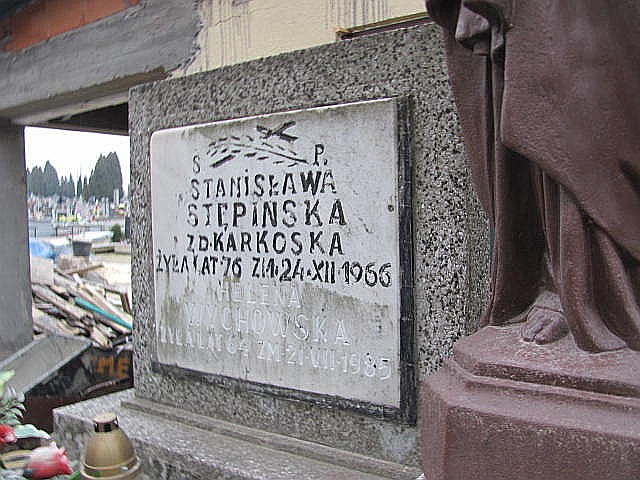 Ś P.
STANISŁAWA
STĘPIŃSKA
Z D. KARKOSKA
ŻYŁA LAT 76 ZM. 24-XII-1966
HELENA
WYCHOWSKA
ŻYŁA LAT 64 ZM-21-VII-1985
ME